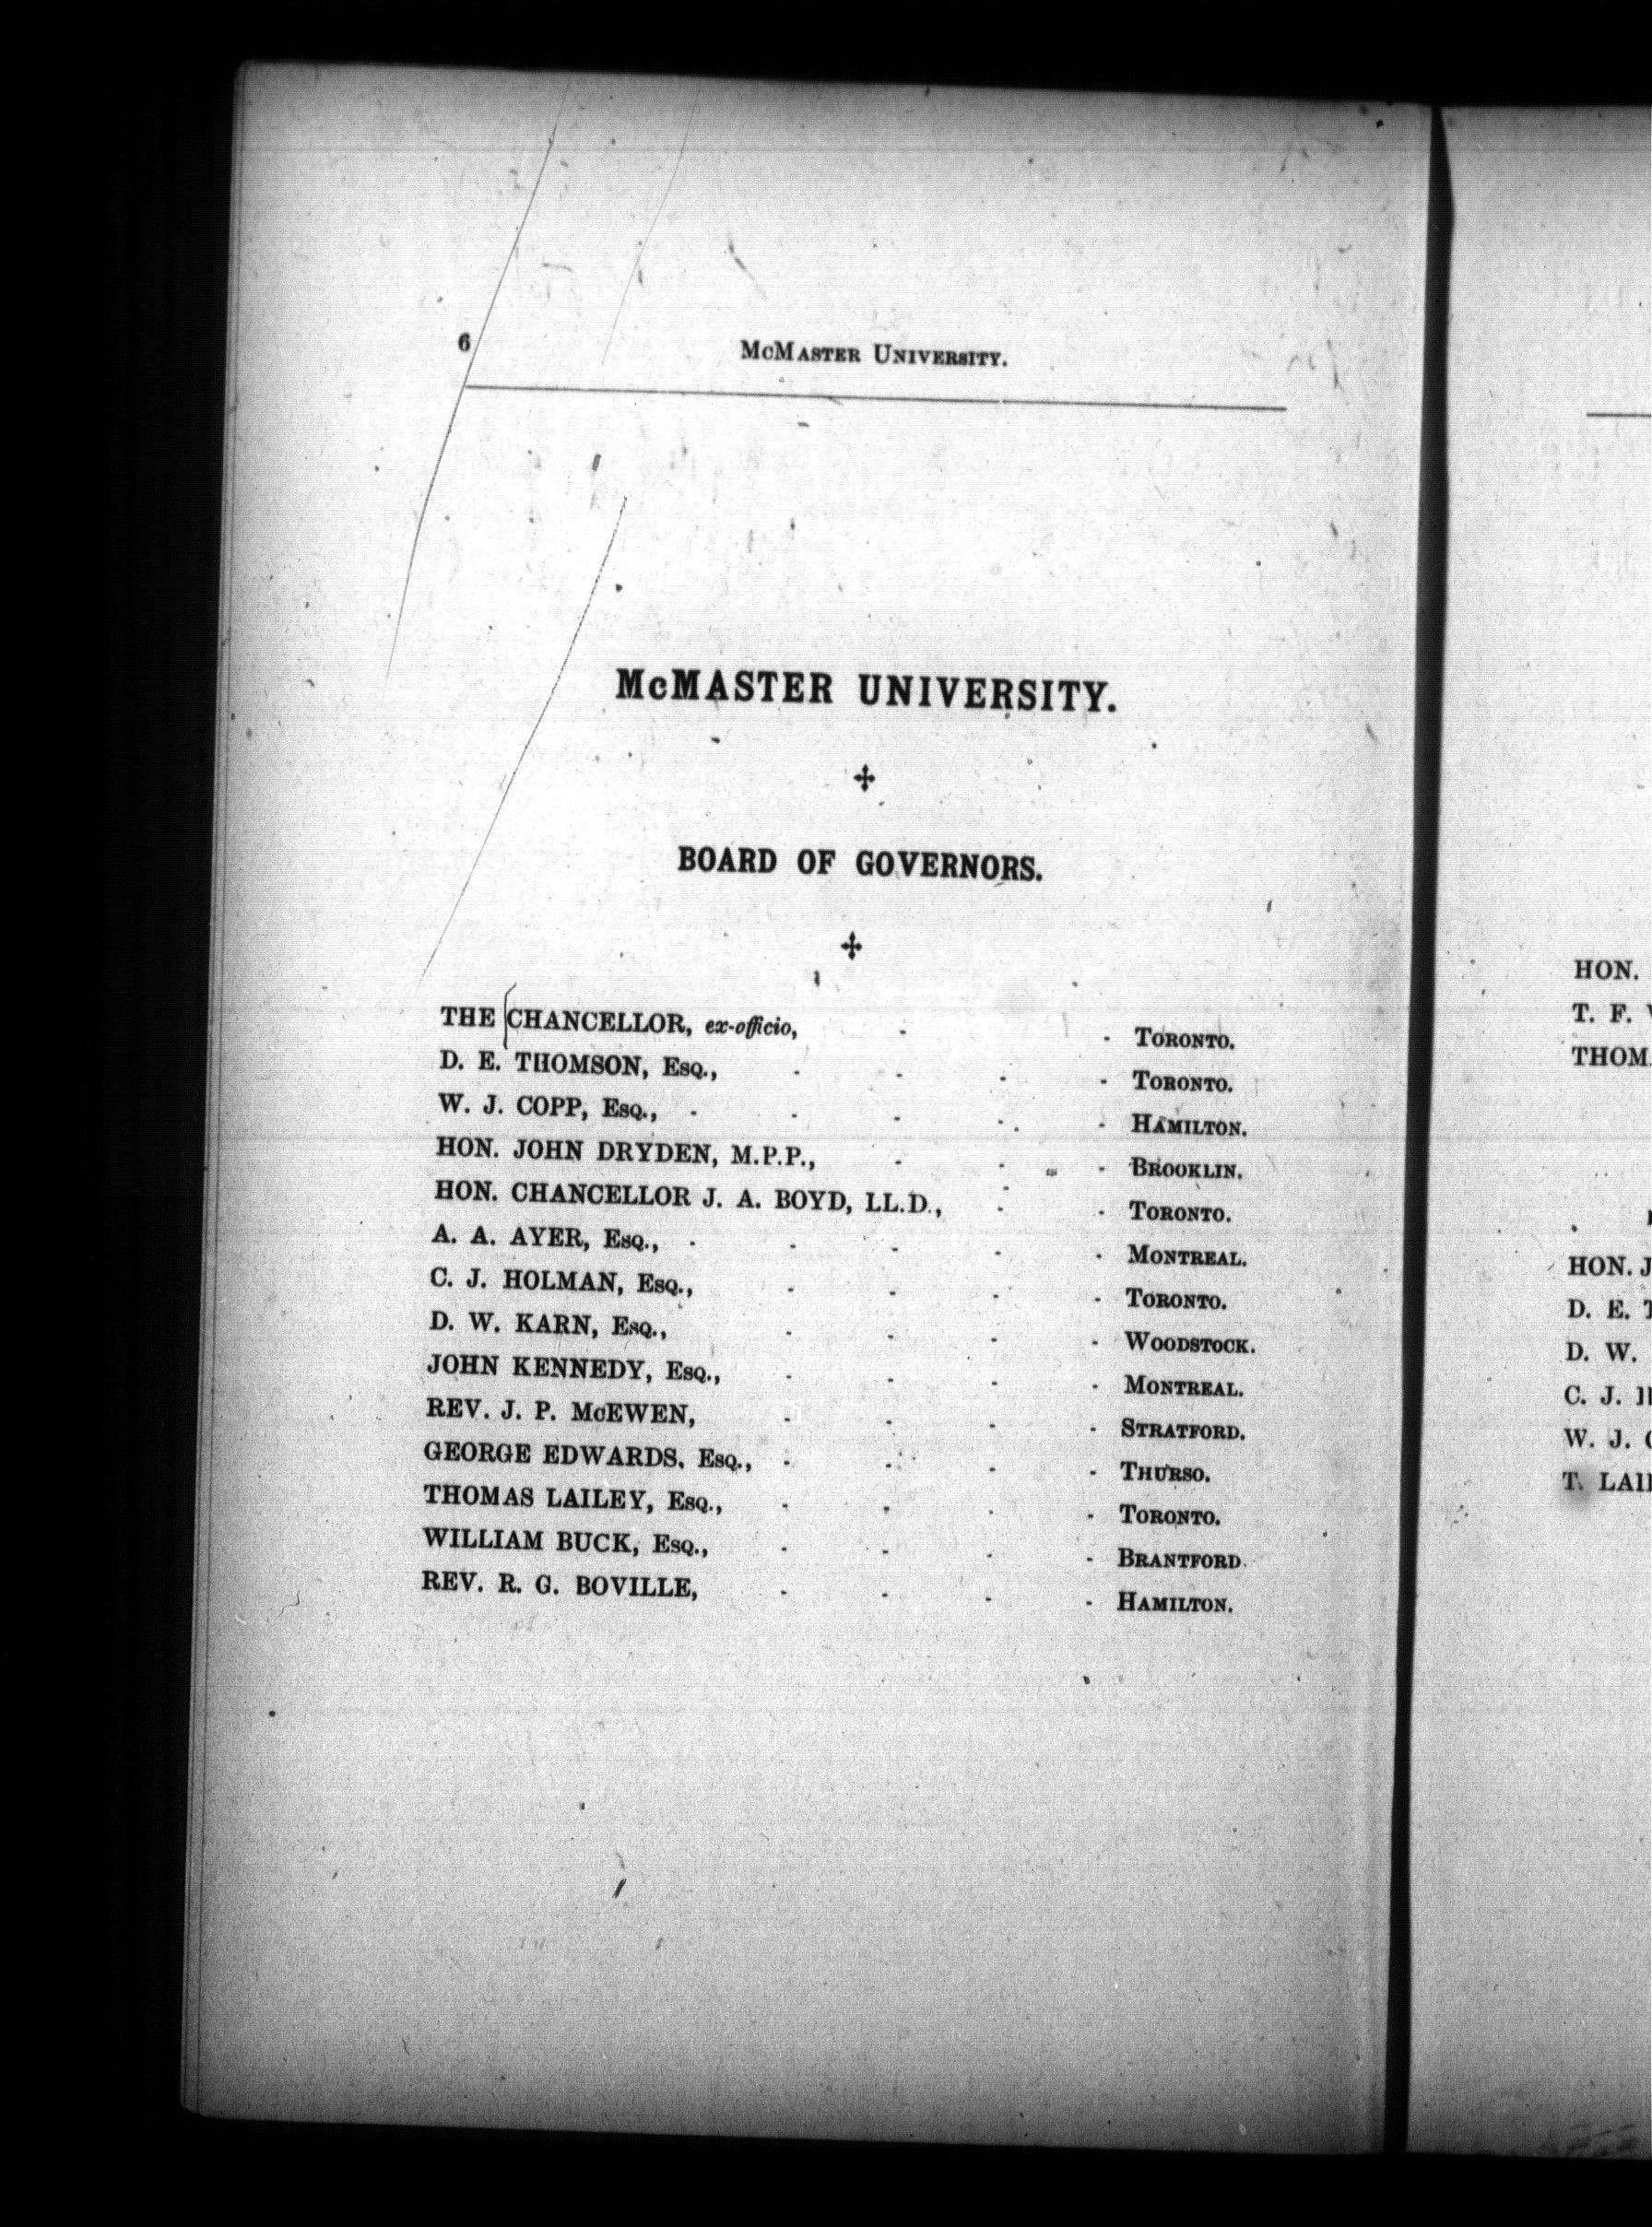 6 McMaster University.
McMASTER UNIVERSITY.
BOARD OF GOVERNORS.
THE CHANCELLOR, ex-officio, - - Toronto.
D. E. THOMSON, Esq., - - - - Toronto.
W. J. COPP, Esq., - - - - - Hamilton.
HON. JOHN DRYDEN, M.P.P., - - - Brooklin.
HON. CHANCELLOR J. A. BOYD, LL.D., - - Toronto.
A. A. AYER, Esq., - - - - - Montreal.
C. J. HOLMAN, Esq., - - - - Toronto.
D. W. KARN, Esq., - - - - Woodstock.
JOHN KENNEDY, Esq., - - - - Montreal.
REV. J. P. McEWEN, - - - - Stratford.
GEORGE EDWARDS, Esq., - - - - Thurso.
THOMAS LAILEY, Esq., - - - - Toronto.
WILLIAM BUCK, Esq., - - - - Brantford.
REV. R. G. BOVILLE, - - - - Hamilton.
HON.
T. F.
THOM
HON. J
D. E. T
D. W.
C. J.
W. J.
T. LAI